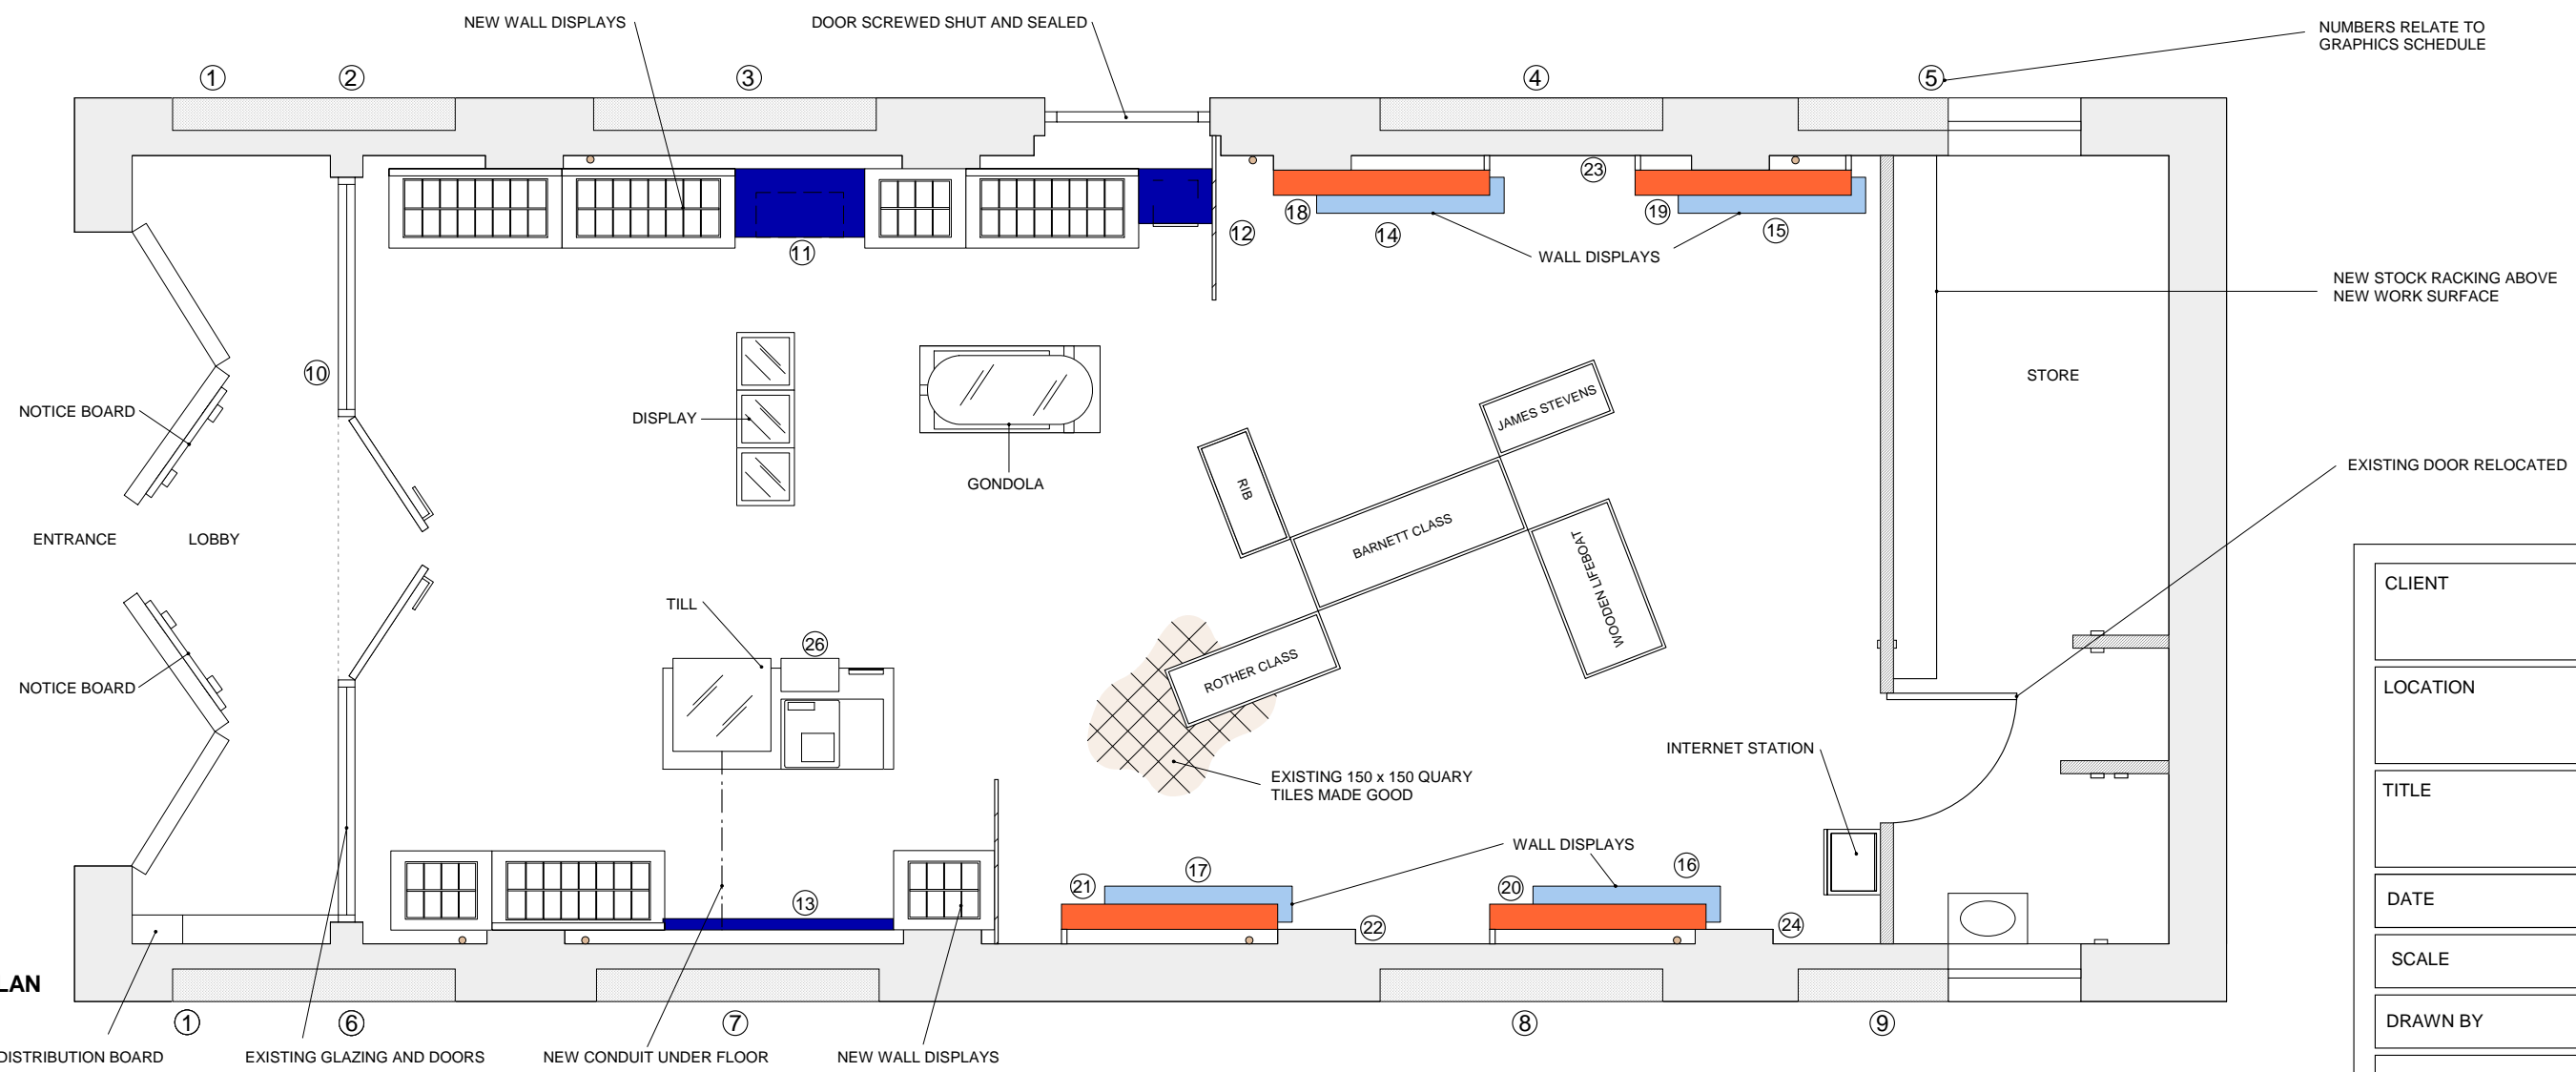 NEW WALL DISPLAYS
DOOR SCREWED SHUT AND SEALED
NUMBERS RELATE TO
GRAPHICS SCHEDULE
1
2
3
4
5
23
18
14
19
15
12
11
WALL DISPLAYS
NEW STOCK RACKING ABOVE
NEW WORK SURFACE
10
STORE
NOTICE BOARD
DISPLAY
GONDOLA
JAMES STEVENS
RIB
BARNETT CLASS
WOODEN LIFEBOAT
ROTHER CLASS
EXISTING DOOR RELOCATED
ENTRANCE
LOBBY
TILL
26
NOTICE BOARD
INTERNET STATION
EXISTING 150 x 150 QUARY
TILES MADE GOOD
WALL DISPLAYS
17
16
21
20
13
22
24
LAN
1
6
7
8
9
DISTRIBUTION BOARD
EXISTING GLAZING AND DOORS
NEW CONDUIT UNDER FLOOR
NEW WALL DISPLAYS
CLIENT
LOCATION
TITLE
DATE
SCALE
DRAWN BY